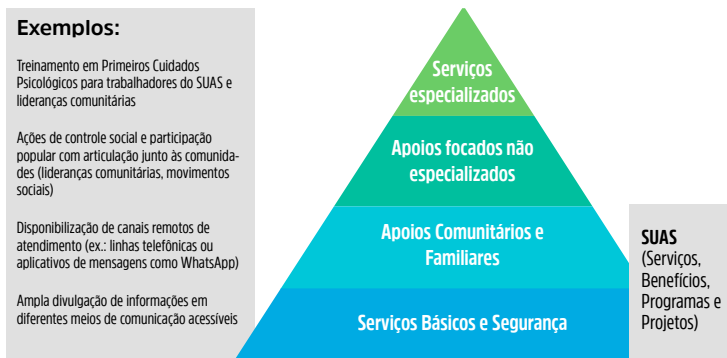 Exemplos:
Treinamento em Primeiros Cuidados
Psicológicos para trabalhadores do SUAS e
lideranças comunitárias
Ações de controle social e participação
popular com articulação junto às comunida-
des (lideranças comunitárias, movimentos
sociais)
Disponibilização de canais remotos de
atendimento (ex.: linhas telefônicas ou
aplicativos de mensagens como WhatsApp)
Ampla divulgação de informações em
diferentes meios de comunicação acessíveis
Serviços
especializados
Apoios focados não
especializados
Apoios Comunitários e
Familiares
Serviços Básicos e Segurança
SUAS
(Serviços,
Benefícios,
Programas e
Projetos)